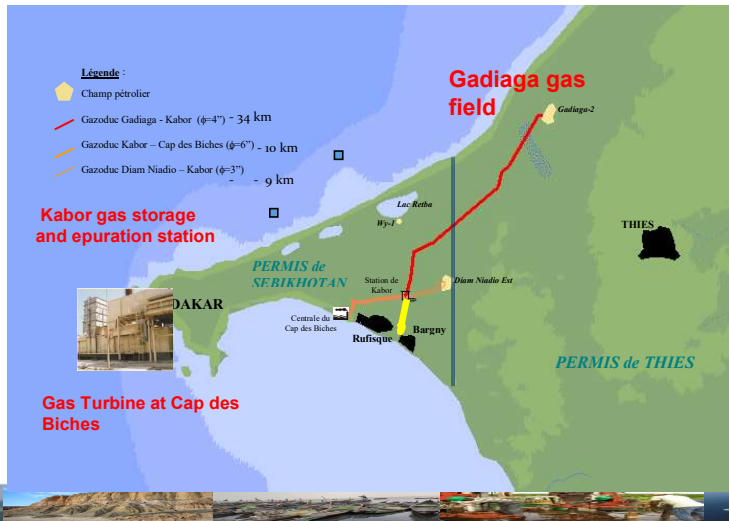 Légende :
Champ pétrolier
Gazoduc Gadiaga - Kabor (ϕ=4") - 34 km
Gazoduc Kabor – Cap des Biches (ϕ=6") - 10 km
Gazoduc Diam Niadio – Kabor (ϕ=3")
- - 9 km
Gadiaga gas
field
Gadiaga-2
Kabor gas storage
and epuration station
Lac Retba
Wy-1
THIES
PERMIS de
SEBIKHOTAN
Station de
Kabor
Diam Niadio Est
DAKAR
Centrale du
Cap des Biches
Rufisque
Bargny
PERMIS de THIES
Gas Turbine at Cap des
Biches